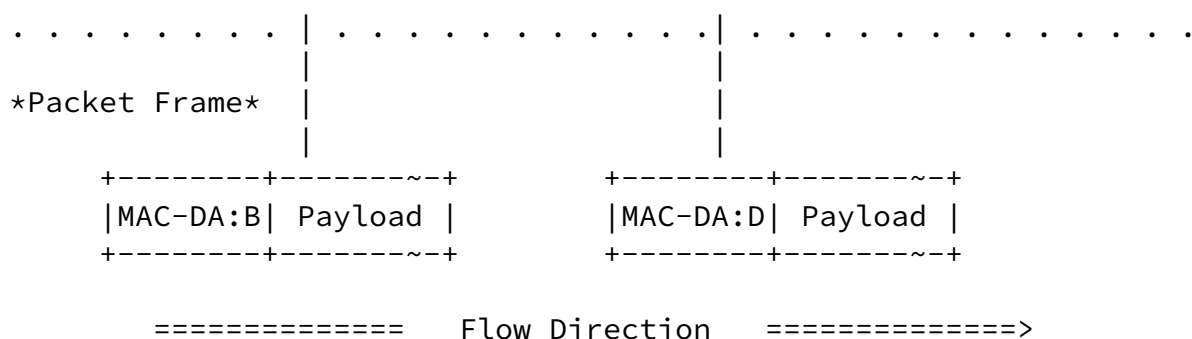 . . . . . . . . | . . . . . . . . . . .| . . . . . . . . . . . . .
| |
*Packet Frame* | |
| |
+--------+-------~-+ +--------+-------~-+
|MAC-DA:B| Payload | |MAC-DA:D| Payload |
+--------+-------~-+ +--------+-------~-+
============== Flow Direction ==============>